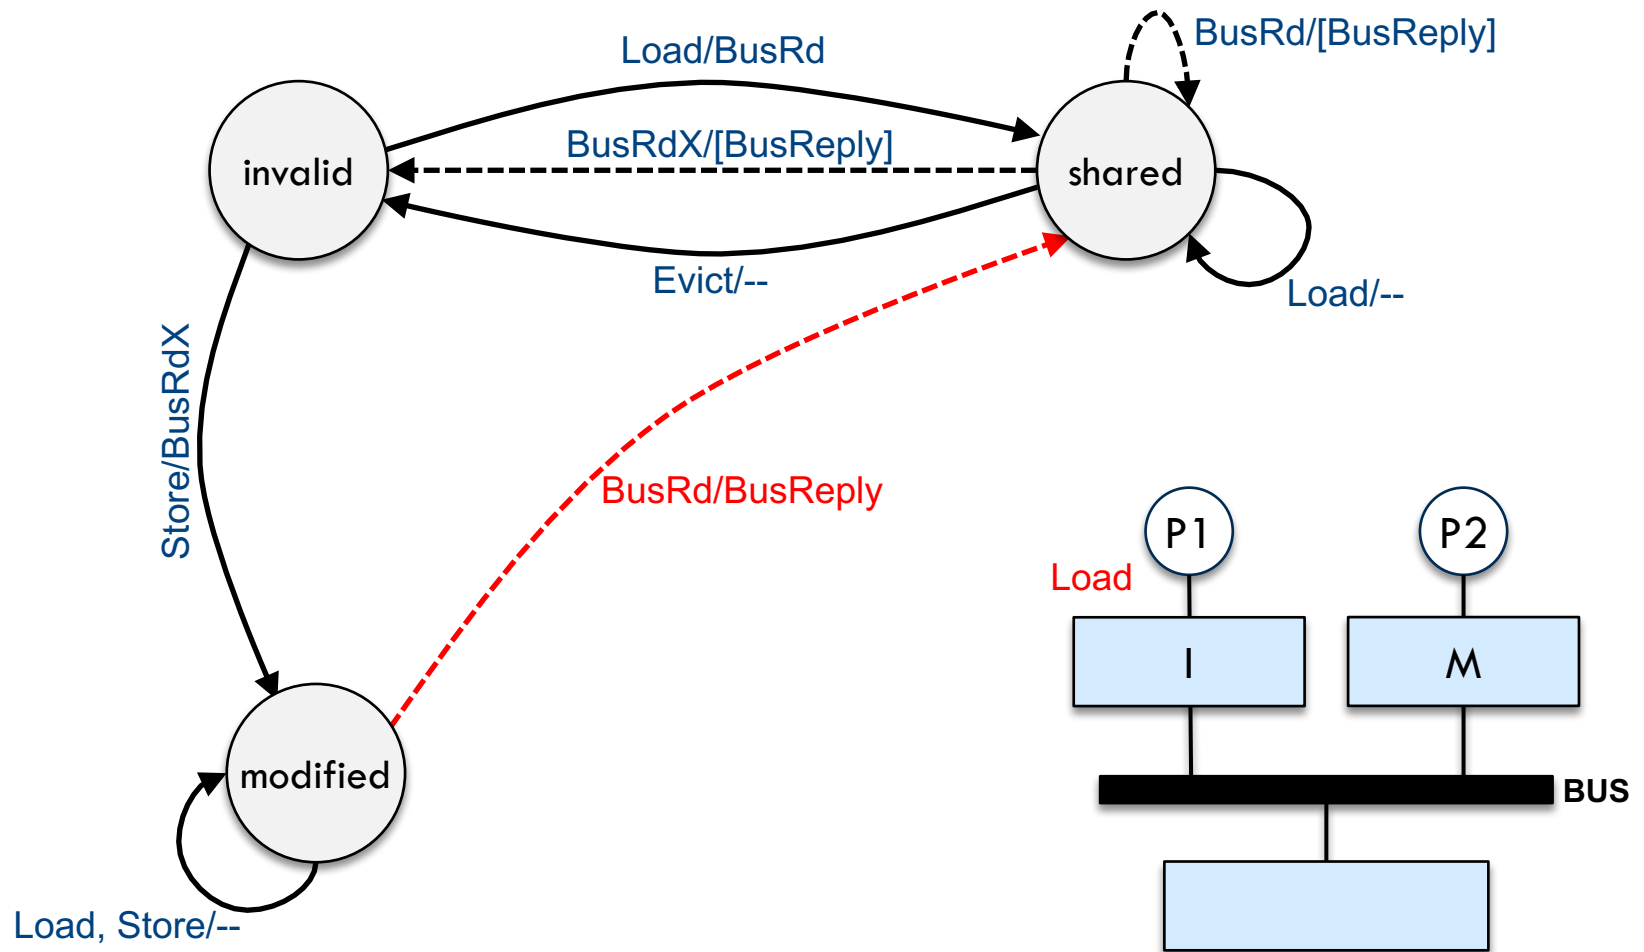 BusRd/[BusReply]
Load/BusRd
BusRdX/[BusReply]
invalid
shared
Evict/--
Load/--
Store/BusRdX
BusRd/BusReply
P1
P2
Load
I
M
modified
BUS
Load, Store/--